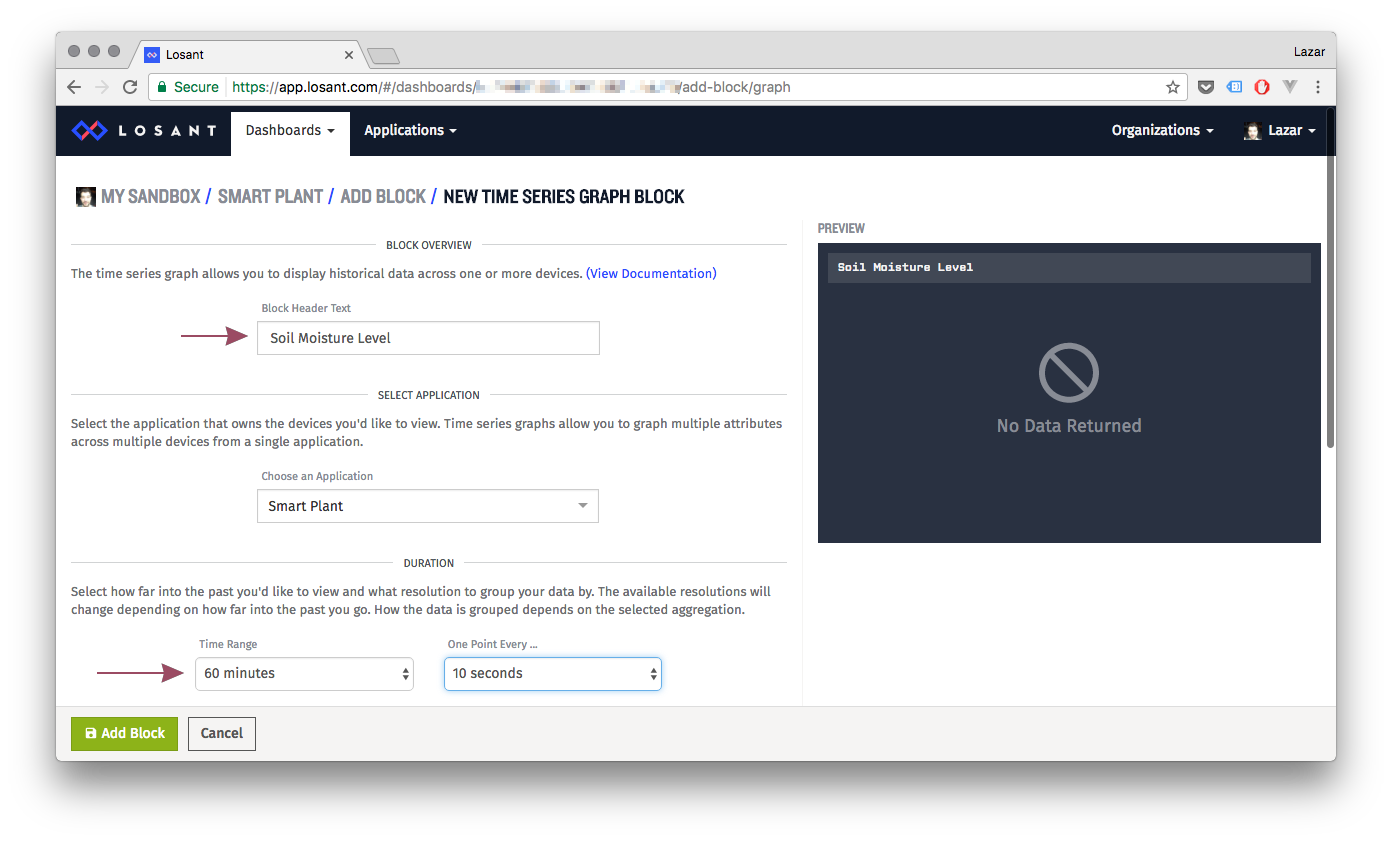 Losant
Lazar
Secure https://app.losant.com/#/dashboards/ /add-block/graph
LOSANT Dashboards Applications Organizations Lazar
MY SANDBOX / SMART PLANT / ADD BLOCK / NEW TIME SERIES GRAPH BLOCK
BLOCK OVERVIEW
The time series graph allows you to display historical data across one or more devices. (View Documentation)
Block Header Text
Soil Moisture Level
SELECT APPLICATION
Select the application that owns the devices you'd like to view. Time series graphs allow you to graph multiple attributes
across multiple devices from a single application.
Choose an Application
Smart Plant
DURATION
Select how far into the past you'd like to view and what resolution to group your data by. The available resolutions will
change depending on how far into the past you go. How the data is grouped depends on the selected aggregation.
Time Range One Point Every ...
60 minutes 10 seconds
Add Block Cancel
PREVIEW
Soil Moisture Level
No Data Returned